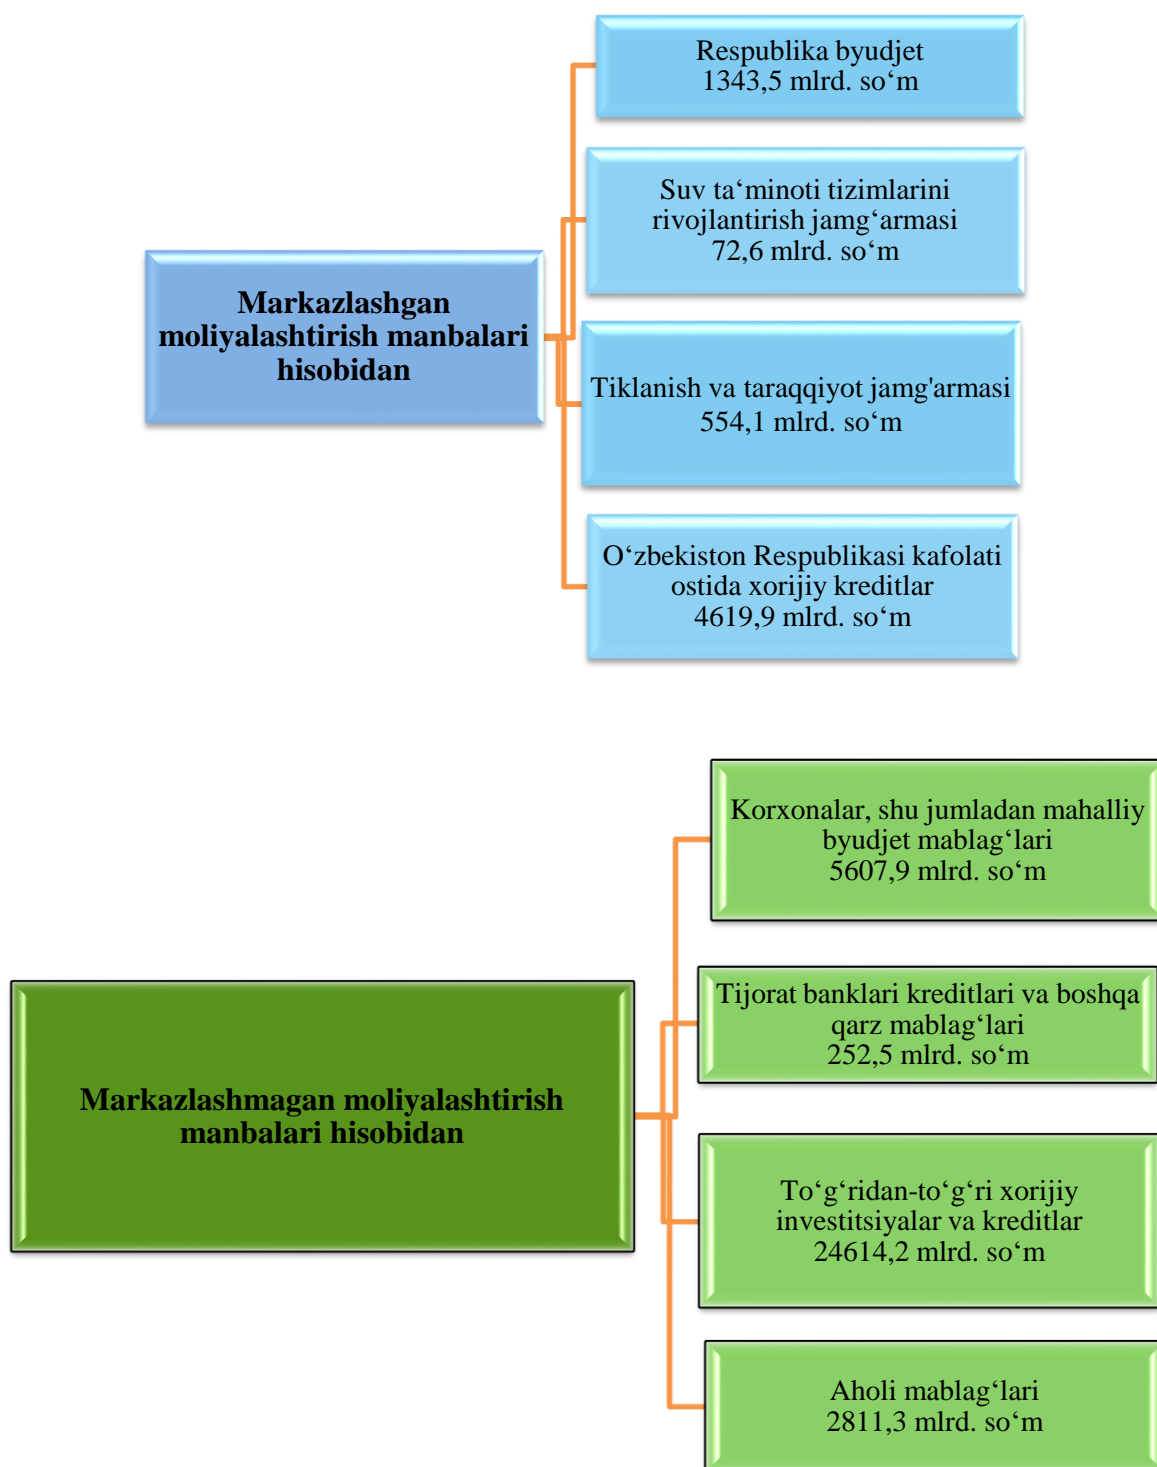 Respublika byudjet
1343,5 mlrd. so‘m
Suv ta‘minoti tizimlarini
rivojlantirish jamg‘armasi
72,6 mlrd. so‘m
Markazlashgan
moliyalashtirish manbalari
hisobidan
Tiklanish va taraqqiyot jamg'armasi
554,1 mlrd. so‘m
O‘zbekiston Respublikasi kafolati
ostida xorijiy kreditlar
4619,9 mlrd. so‘m
Korxonalar, shu jumladan mahalliy
byudjet mablag‘lari
5607,9 mlrd. so‘m
Tijorat banklari kreditlari va boshqa
qarz mablag‘lari
252,5 mlrd. so‘m
Markazlashmagan moliyalashtirish
manbalari hisobidan
To‘g‘ridan-to‘g‘ri xorijiy
investitsiyalar va kreditlar
24614,2 mlrd. so‘m
Aholi mablag‘lari
2811,3 mlrd. so‘m